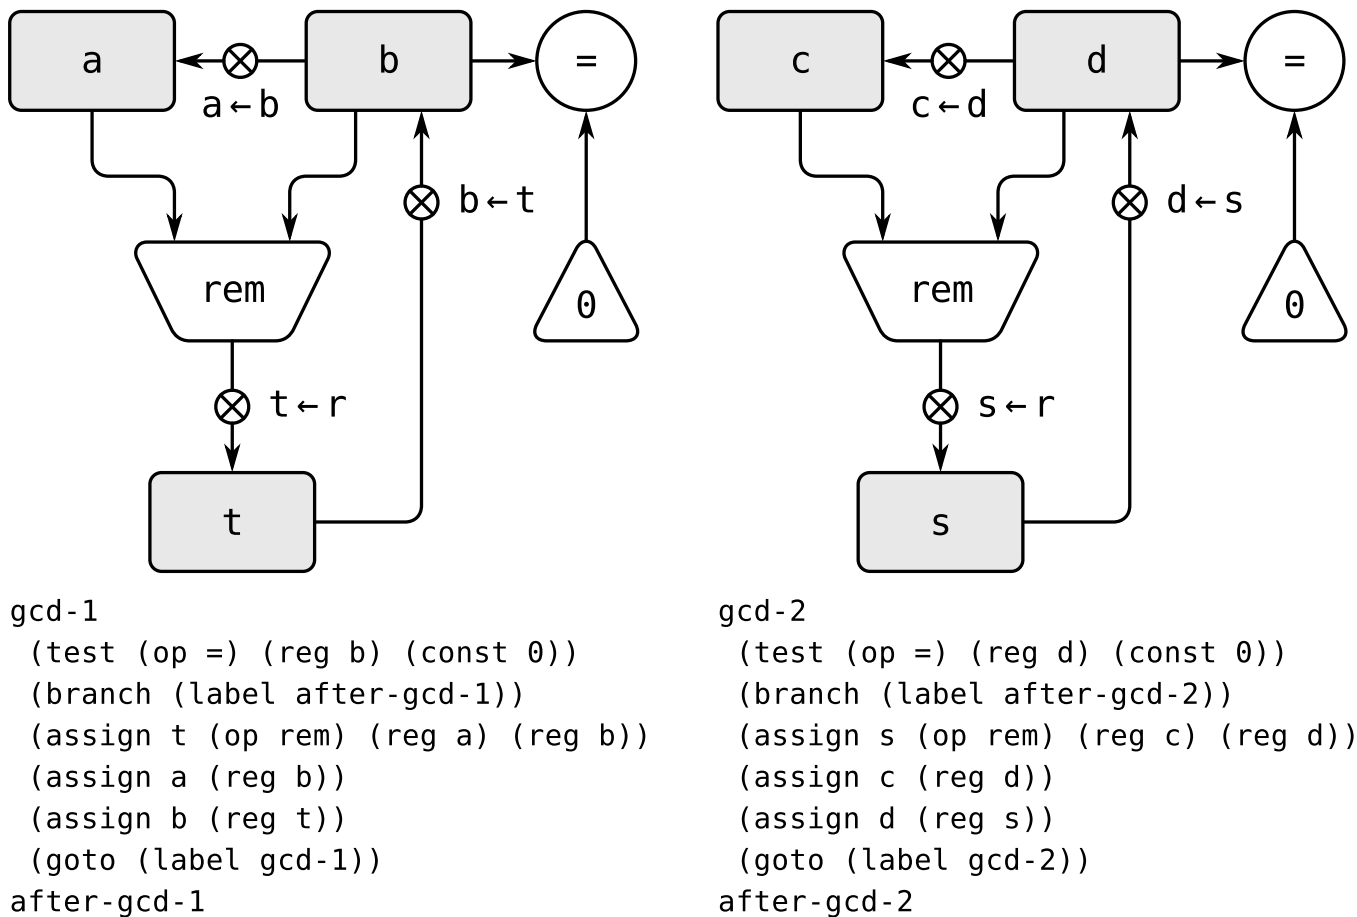 a
b
=
a←b
b←t
rem
0
t←r
t
c
d
=
c←d
d←s
rem
0
s←r
s
gcd-1
(test (op =) (reg b) (const 0))
(branch (label after-gcd-1))
(assign t (op rem) (reg a) (reg b))
(assign a (reg b))
(assign b (reg t))
(goto (label gcd-1))
after-gcd-1
gcd-2
(test (op =) (reg d) (const 0))
(branch (label after-gcd-2))
(assign s (op rem) (reg c) (reg d))
(assign c (reg d))
(assign d (reg s))
(goto (label gcd-2))
after-gcd-2